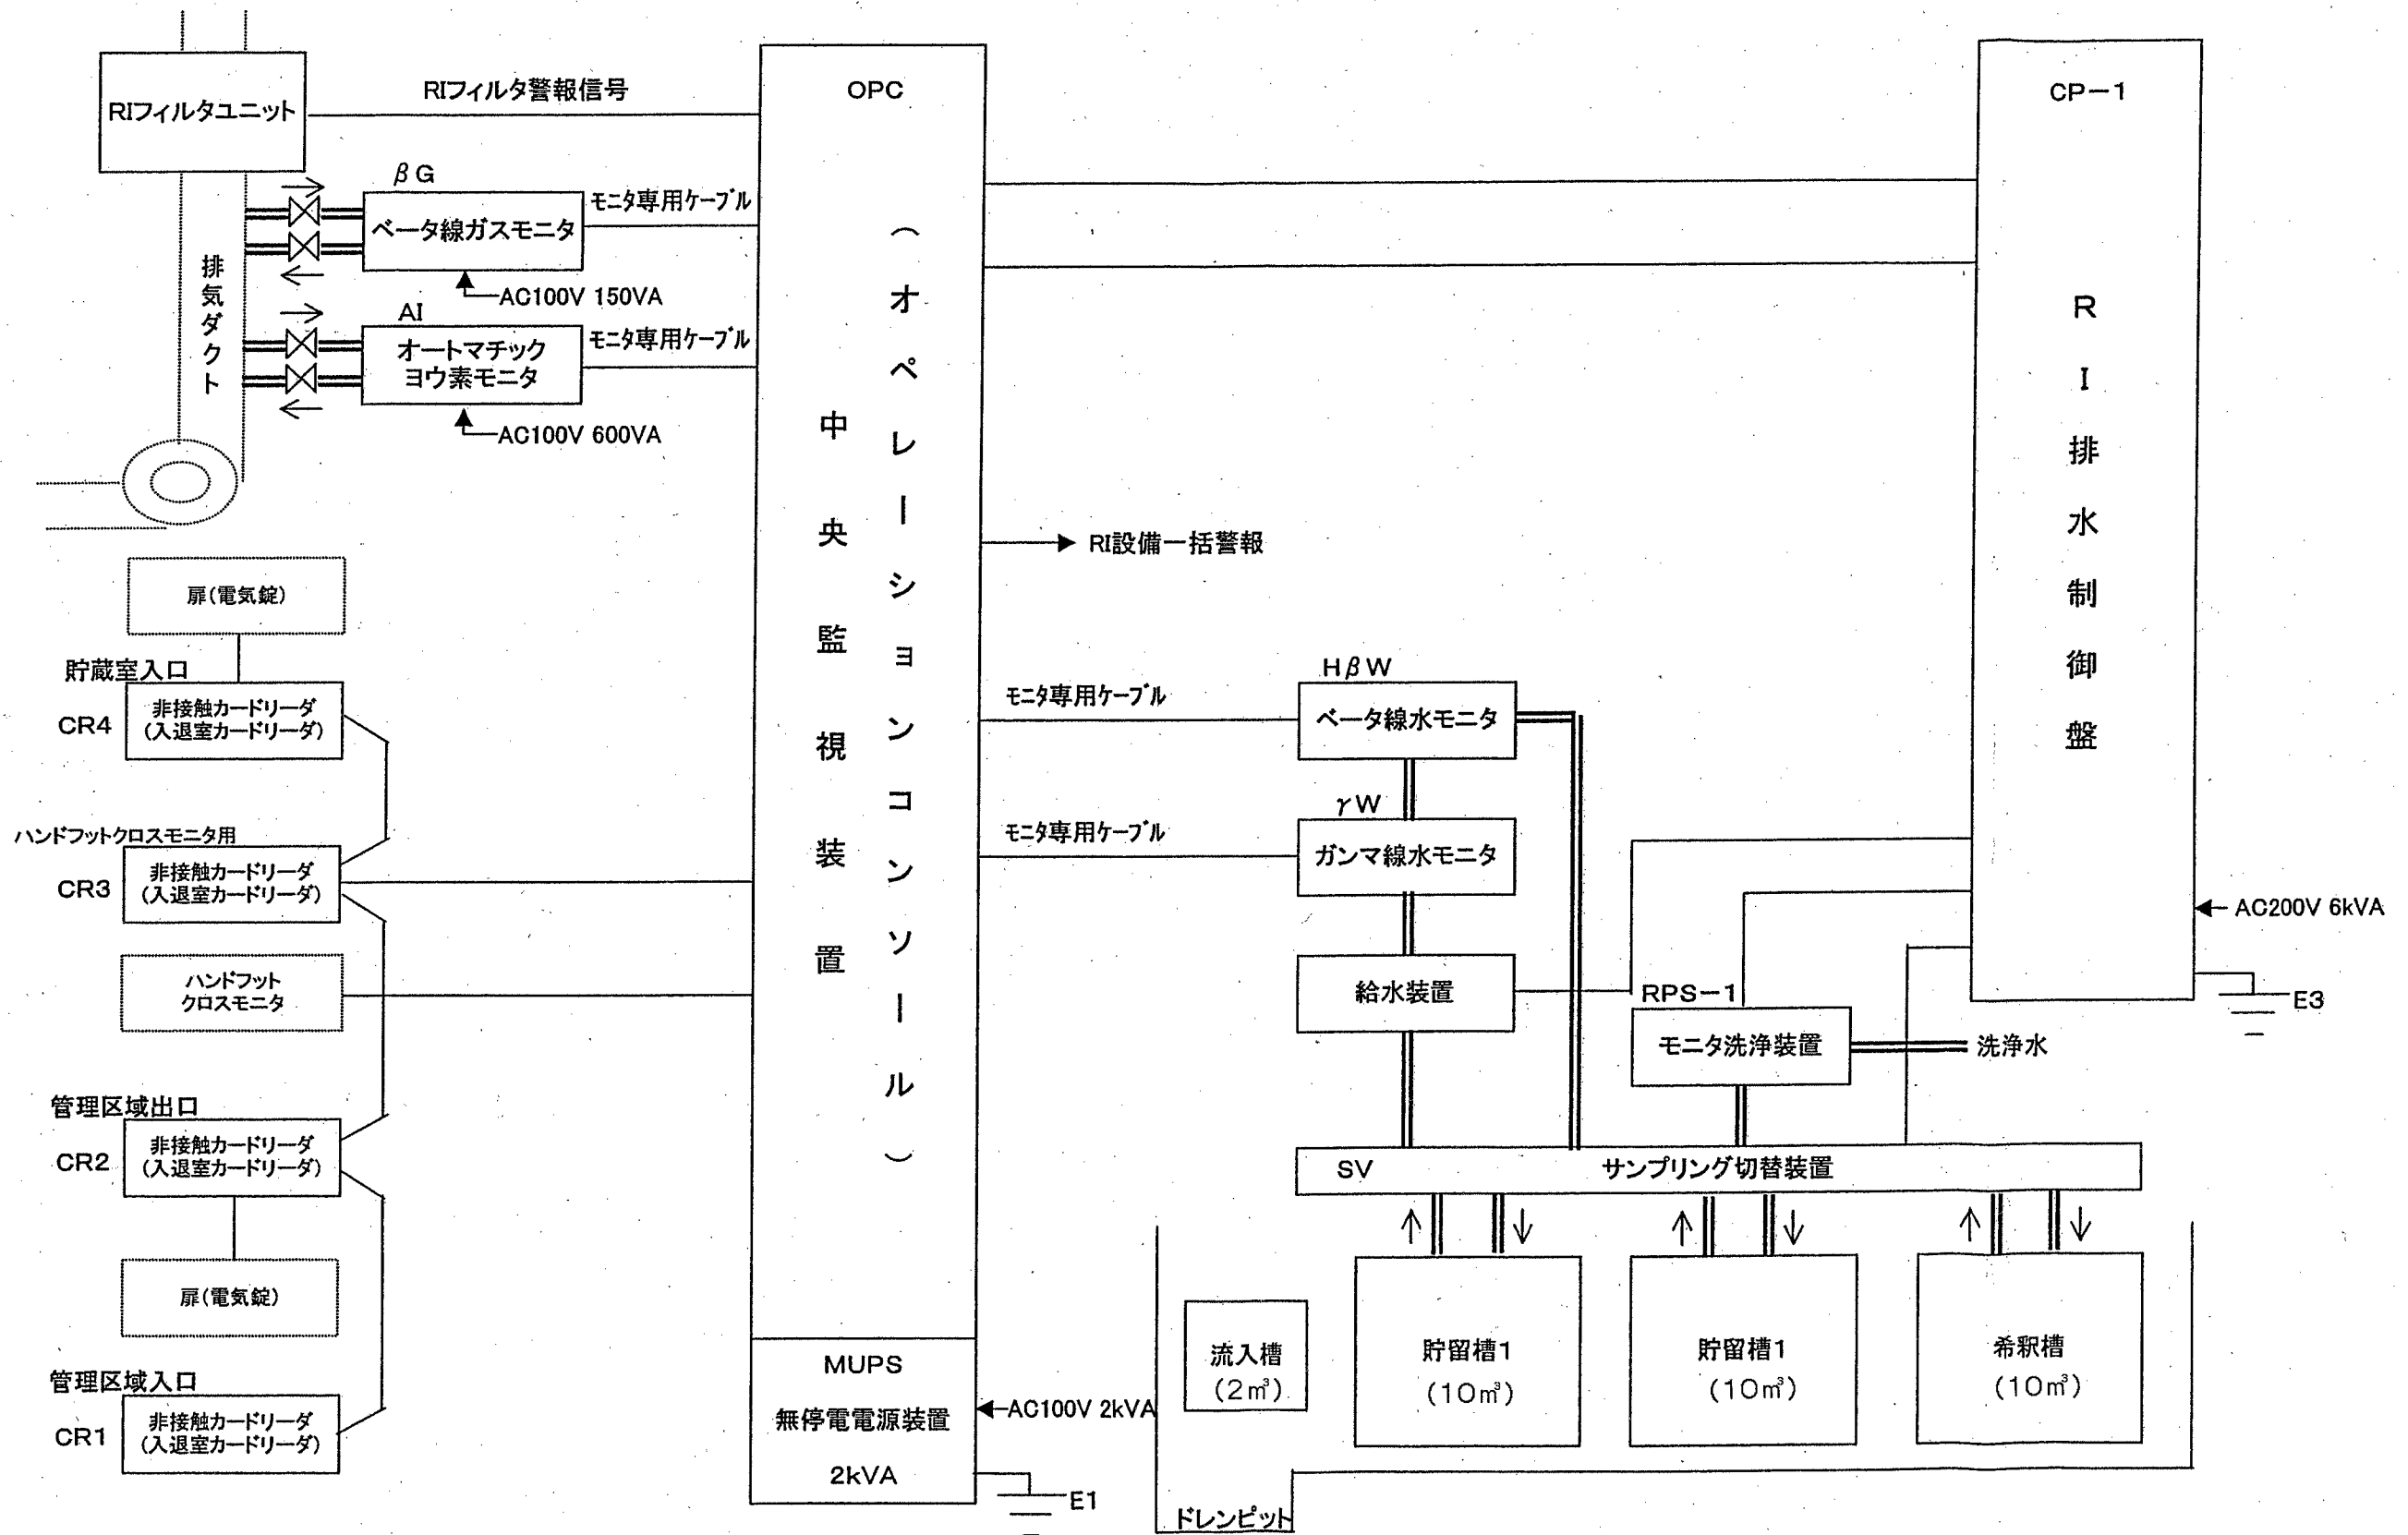 RIフィルタユニット
RIフィルタ警報信号
OPC
CP－1
βG
ベータ線ガスモニタ
モニタ専用ケーブル
AC100V 150VA
排気ダクト
AI
オートマチック
ヨウ素モニタ
モニタ専用ケーブル
AC100V 600VA
中央監視装置
（オペレーションコンソール）
RI排水制御盤
RI設備一括警報
扉(電気錠)
貯蔵室入口
CR4
非接触カードリーダ
(入退室カードリーダ)
ハンドフットクロスモニタ用
CR3
非接触カードリーダ
(入退室カードリーダ)
ハンドフット
クロスモニタ
管理区域出口
CR2
非接触カードリーダ
(入退室カードリーダ)
扉(電気錠)
管理区域入口
CR1
非接触カードリーダ
(入退室カードリーダ)
モニタ専用ケーブル
HβW
ベータ線水モニタ
モニタ専用ケーブル
γW
ガンマ線水モニタ
給水装置
RPS－1
モニタ洗浄装置
洗浄水
AC200V 6kVA
E3
SV
サンプリング切替装置
流入槽
(2㎥)
貯留槽1
(10㎥)
貯留槽1
(10㎥)
希釈槽
(10㎥)
ドレンピット
MUPS
無停電電源装置
2kVA
AC100V 2kVA
E1